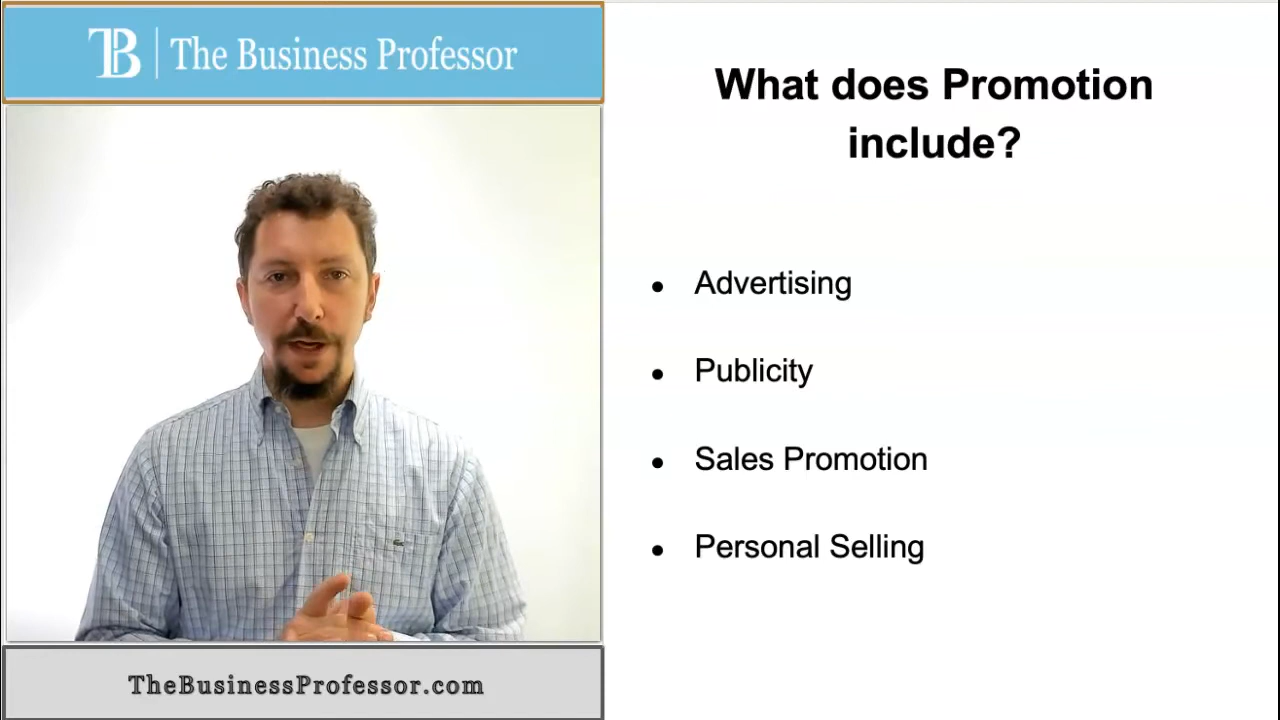 TB | The Business Professor
What does Promotion
include?
• Advertising
• Publicity
• Sales Promotion
• Personal Selling
TheBusinessProfessor.com